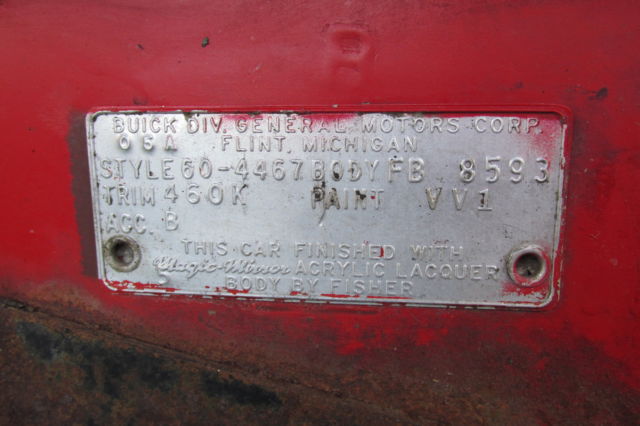 BUICK DIV. GENERAL MOTORS CORP.
05A FLINT, MICHIGAN
STYLE 60-4467 BODY FB 8593
TRIM 460K PAINT VV1
ACC. B
THIS CAR FINISHED WITH
Magic-Mirror ACRYLIC LACQUER
BODY BY FISHER